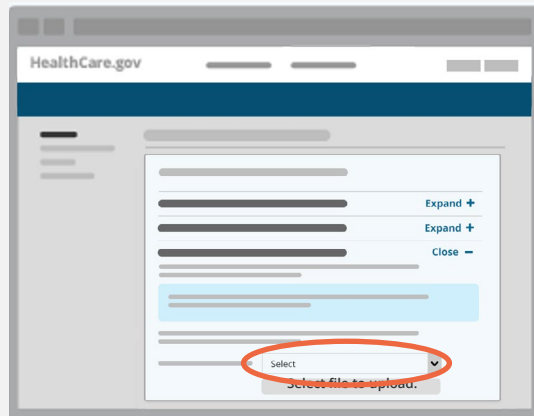 HealthCare.gov
Expand +
Expand +
Close −
Select
Select file to upload.